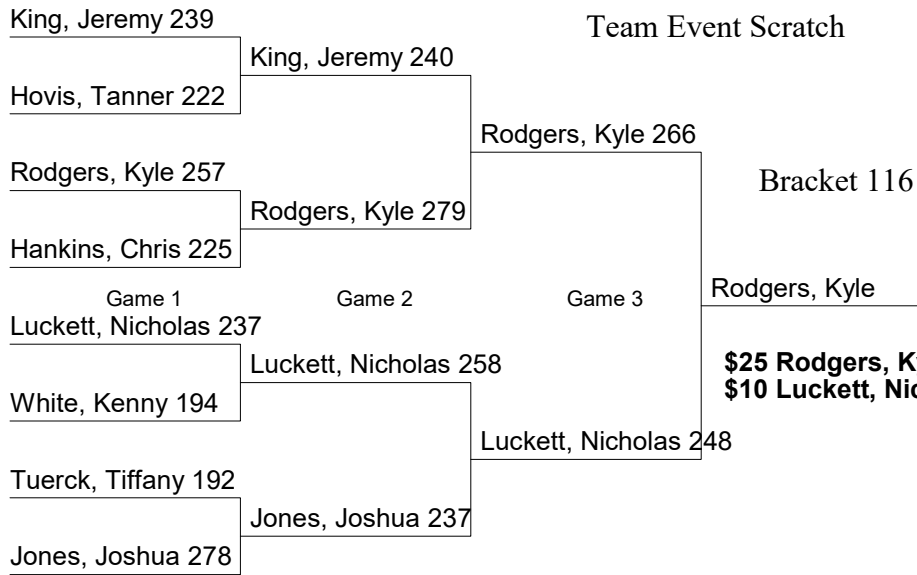 King, Jeremy 239
Team Event Scratch
King, Jeremy 240
Hovis, Tanner 222
Rodgers, Kyle 266
Rodgers, Kyle 257
Bracket 116
Rodgers, Kyle 279
Hankins, Chris 225
Game 1
Game 2
Game 3
Rodgers, Kyle
Luckett, Nicholas 237
Luckett, Nicholas 258
$25 Rodgers,
$10 Luckett,
White, Kenny 194
Luckett, Nicholas 248
Tuerck, Tiffany 192
Jones, Joshua 237
Jones, Joshua 278